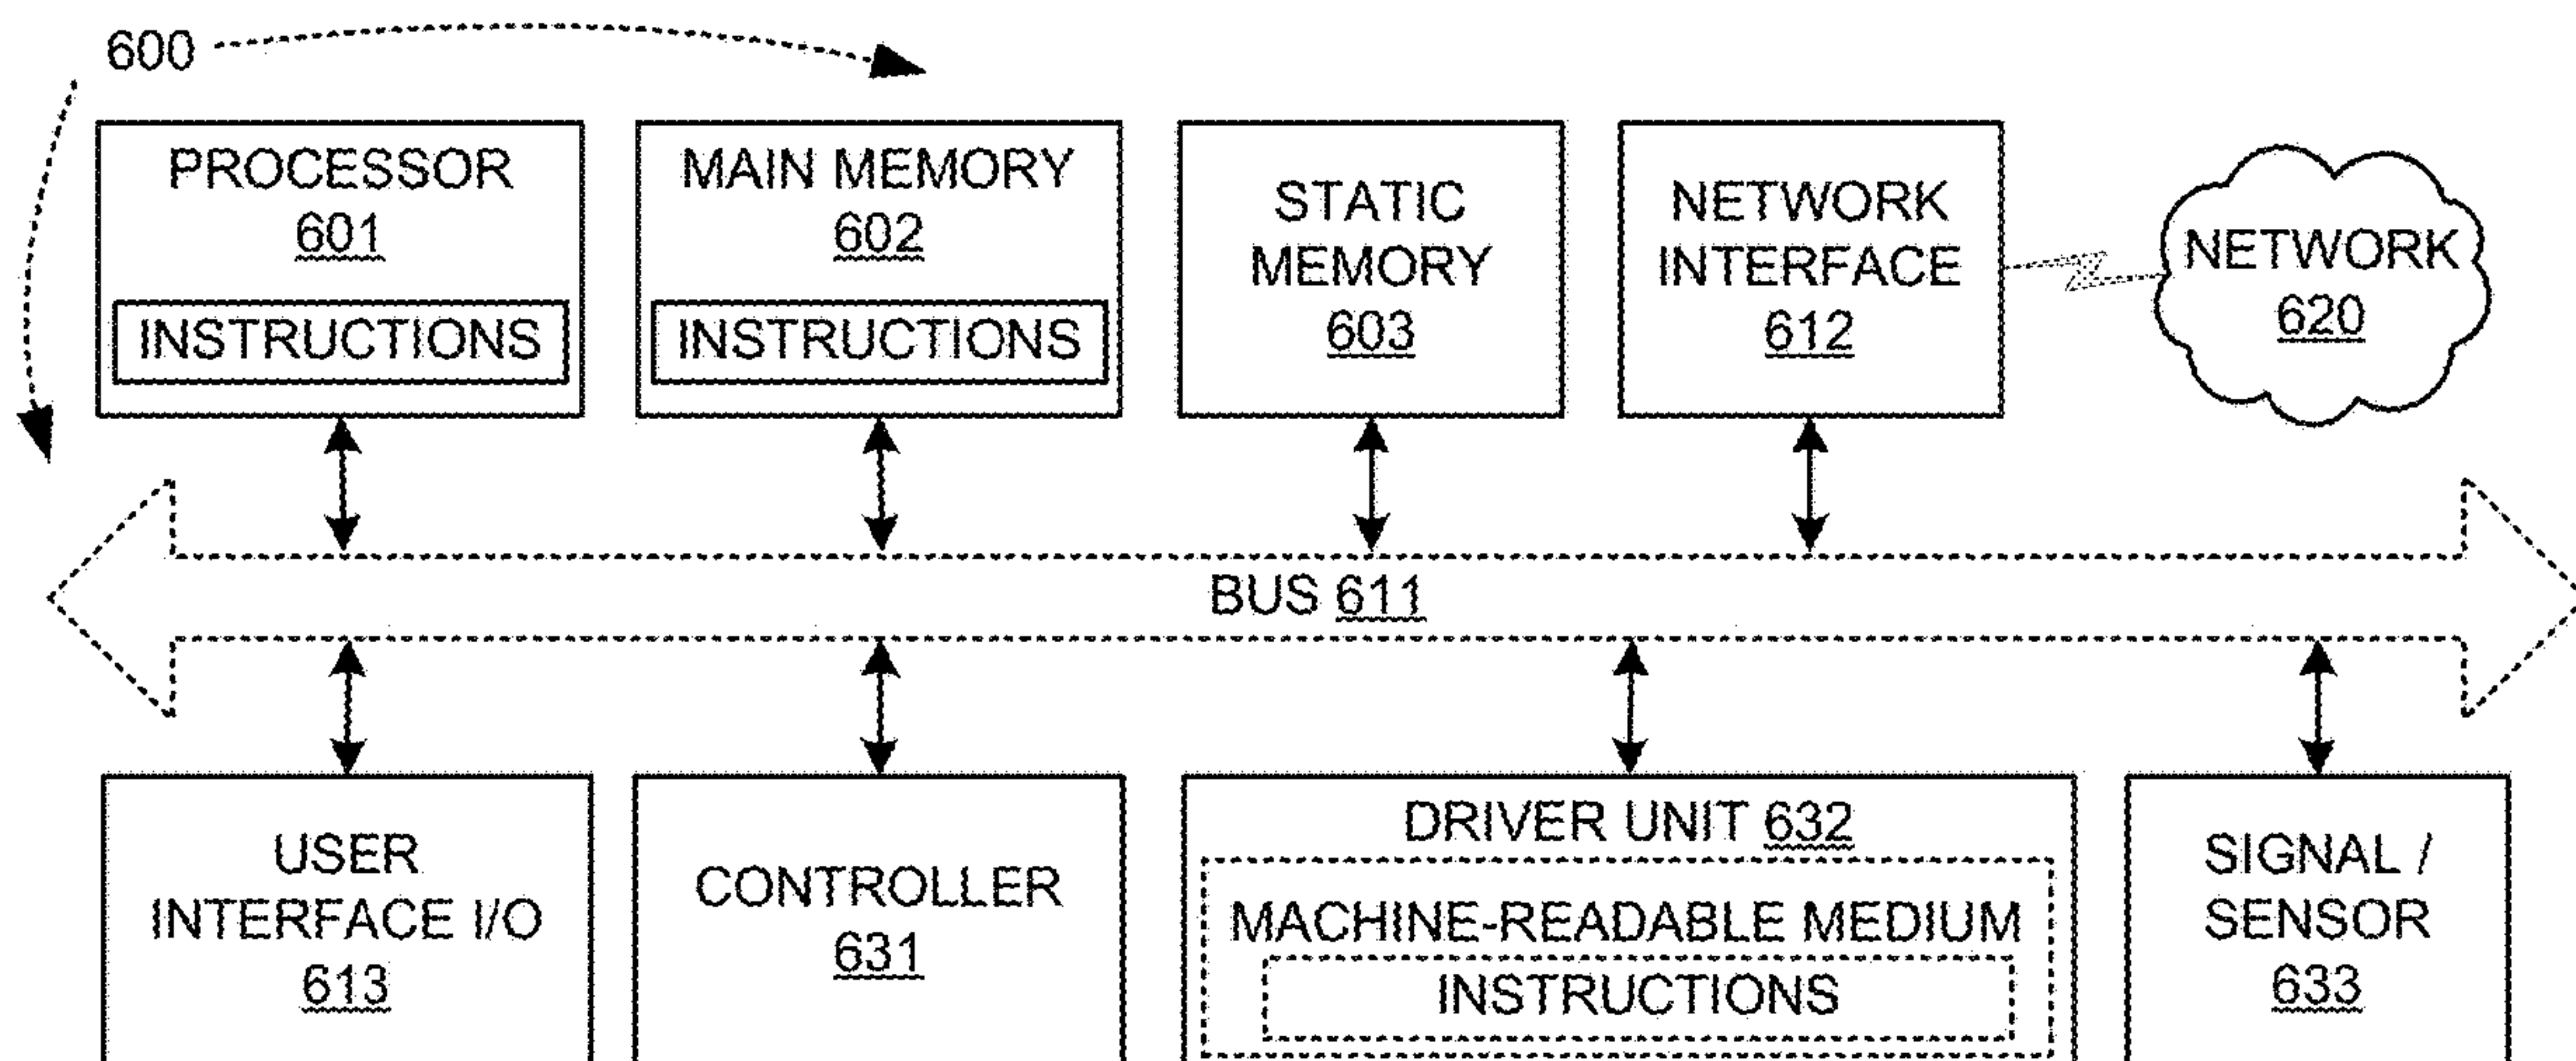 600
PROCESSOR
601
INSTRUCTIONS
MAIN MEMORY
602
INSTRUCTIONS
STATIC
MEMORY
603
NETWORK
INTERFACE
612
NETWORK
620
BUS 611
USER
INTERFACE I/O
613
CONTROLLER
631
DRIVER UNIT 632
MACHINE-READABLE MEDIUM
INSTRUCTIONS
SIGNAL /
SENSOR
633